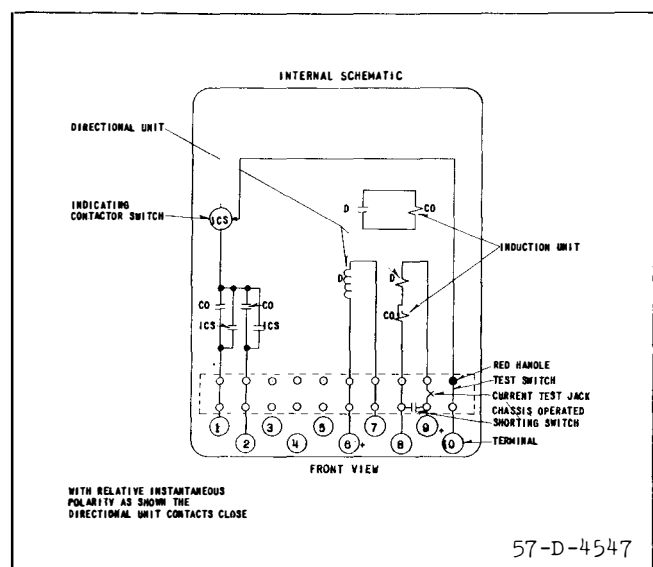 INTERNAL SCHEMATIC
DIRECTIONAL UNIT
INDICATING
CONTACTOR SWITCH
ICS
D
CO
INDUCTION UNIT
D
D
CO
CO
CO
ICS
ICS
RED HANDLE
TEST SWITCH
CURRENT TEST JACK
CHASSIS OPERATED
SHORTING SWITCH
TERMINAL
1
2
3
4
5
6
+
7
8
9
+
10
FRONT VIEW
WITH RELATIVE INSTANTANEOUS
POLARITY AS SHOWN THE
DIRECTIONAL UNIT CONTACTS CLOSE
57-D-4547